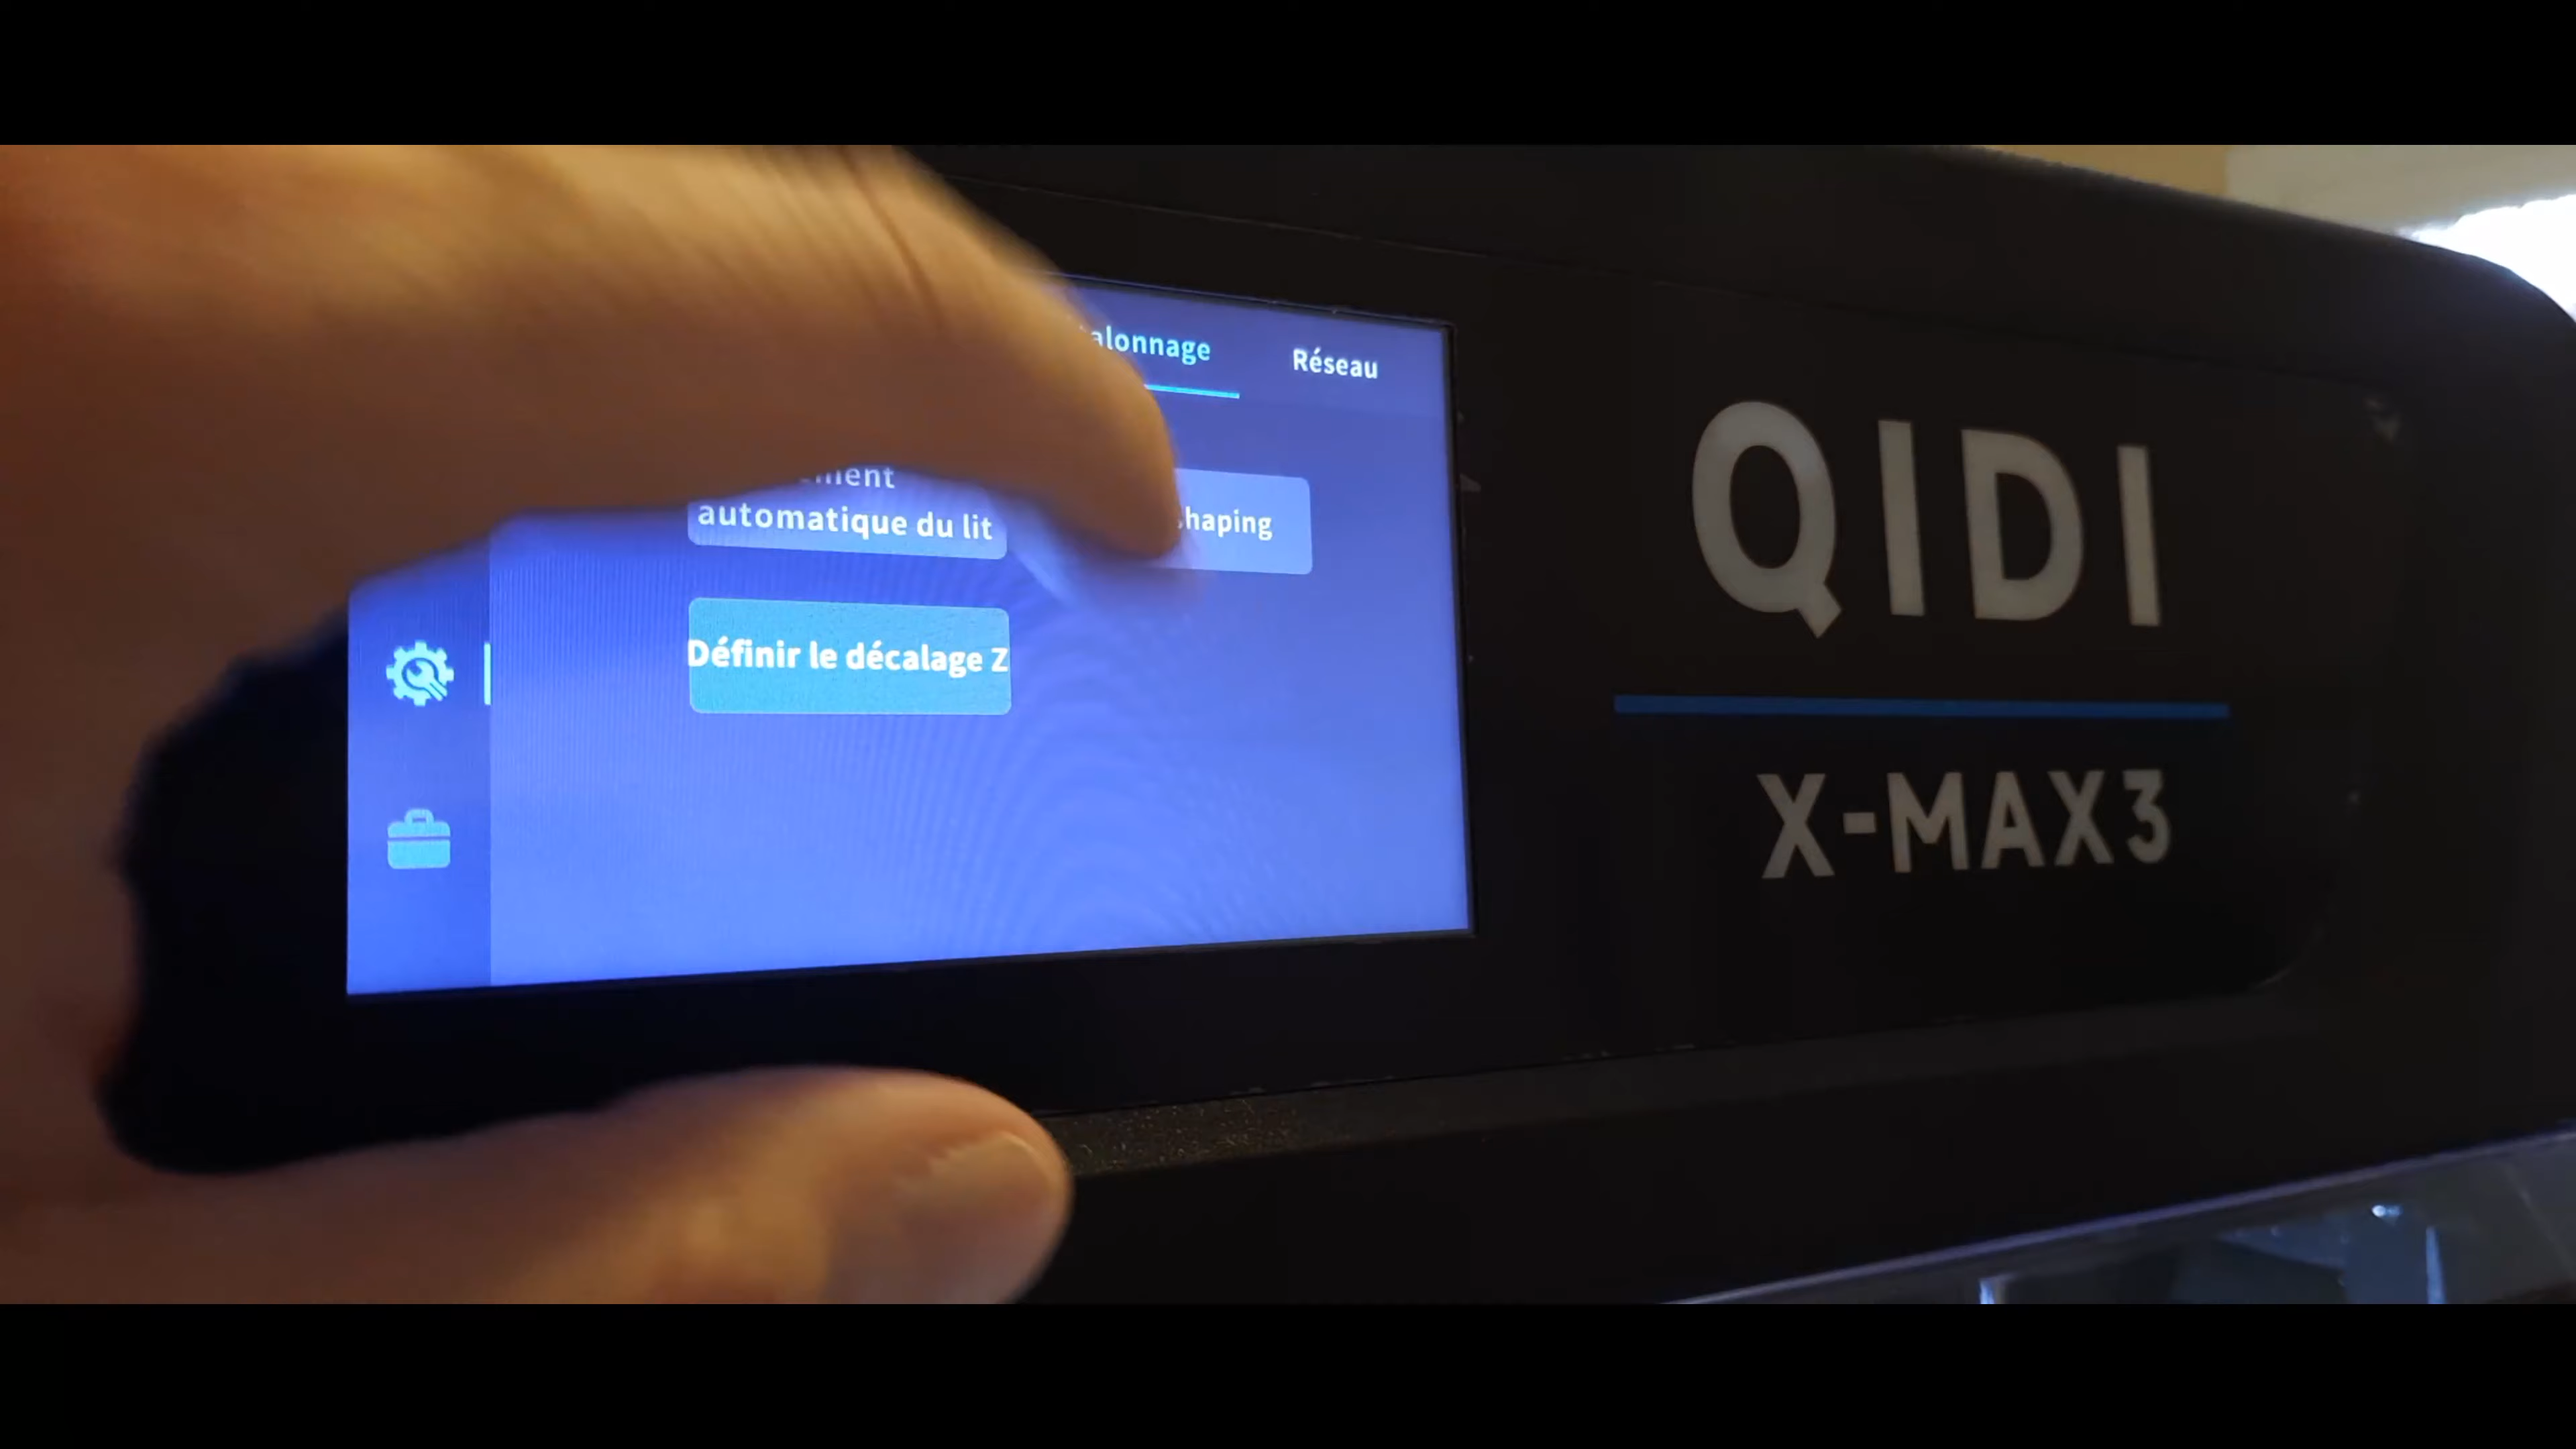 alonnage
Réseau
ment
automatique du lit
haping
Définir le décalage Z
QIDI
X-MAX3